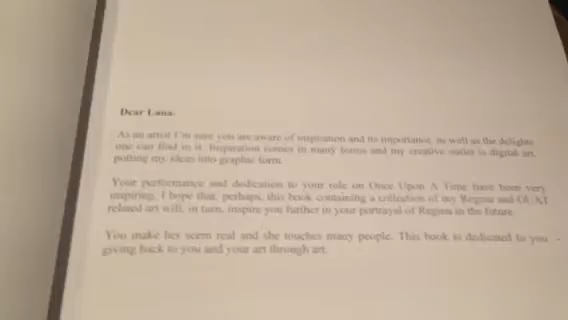 Dear Lana,
As an artist I'm sure you are aware of inspiration and its importance, as well as the delights
one can find in it. Inspiration comes in many forms and my creative outlet is digital art,
putting my ideas into graphic form.
Your performance and dedication to your role on Once Upon A Time have been very
inspiring. I hope that, perhaps, this book containing a collection of my Regina and OUAT
related art will, in turn, inspire you further in your portrayal of Regina in the future.
You make her seem real and she touches many people. This book is dedicated to you -
giving back to you and your art through art.